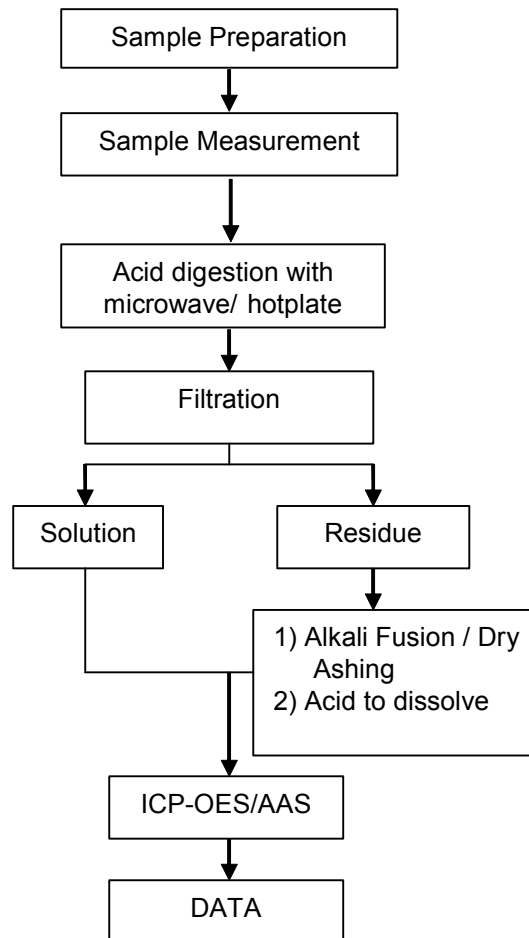 Sample Preparation
Sample Measurement
Acid digestion with
microwave/ hotplate
Filtration
Solution
Residue
1) Alkali Fusion / Dry
Ashing
2) Acid to dissolve
ICP-OES/AAS
DATA